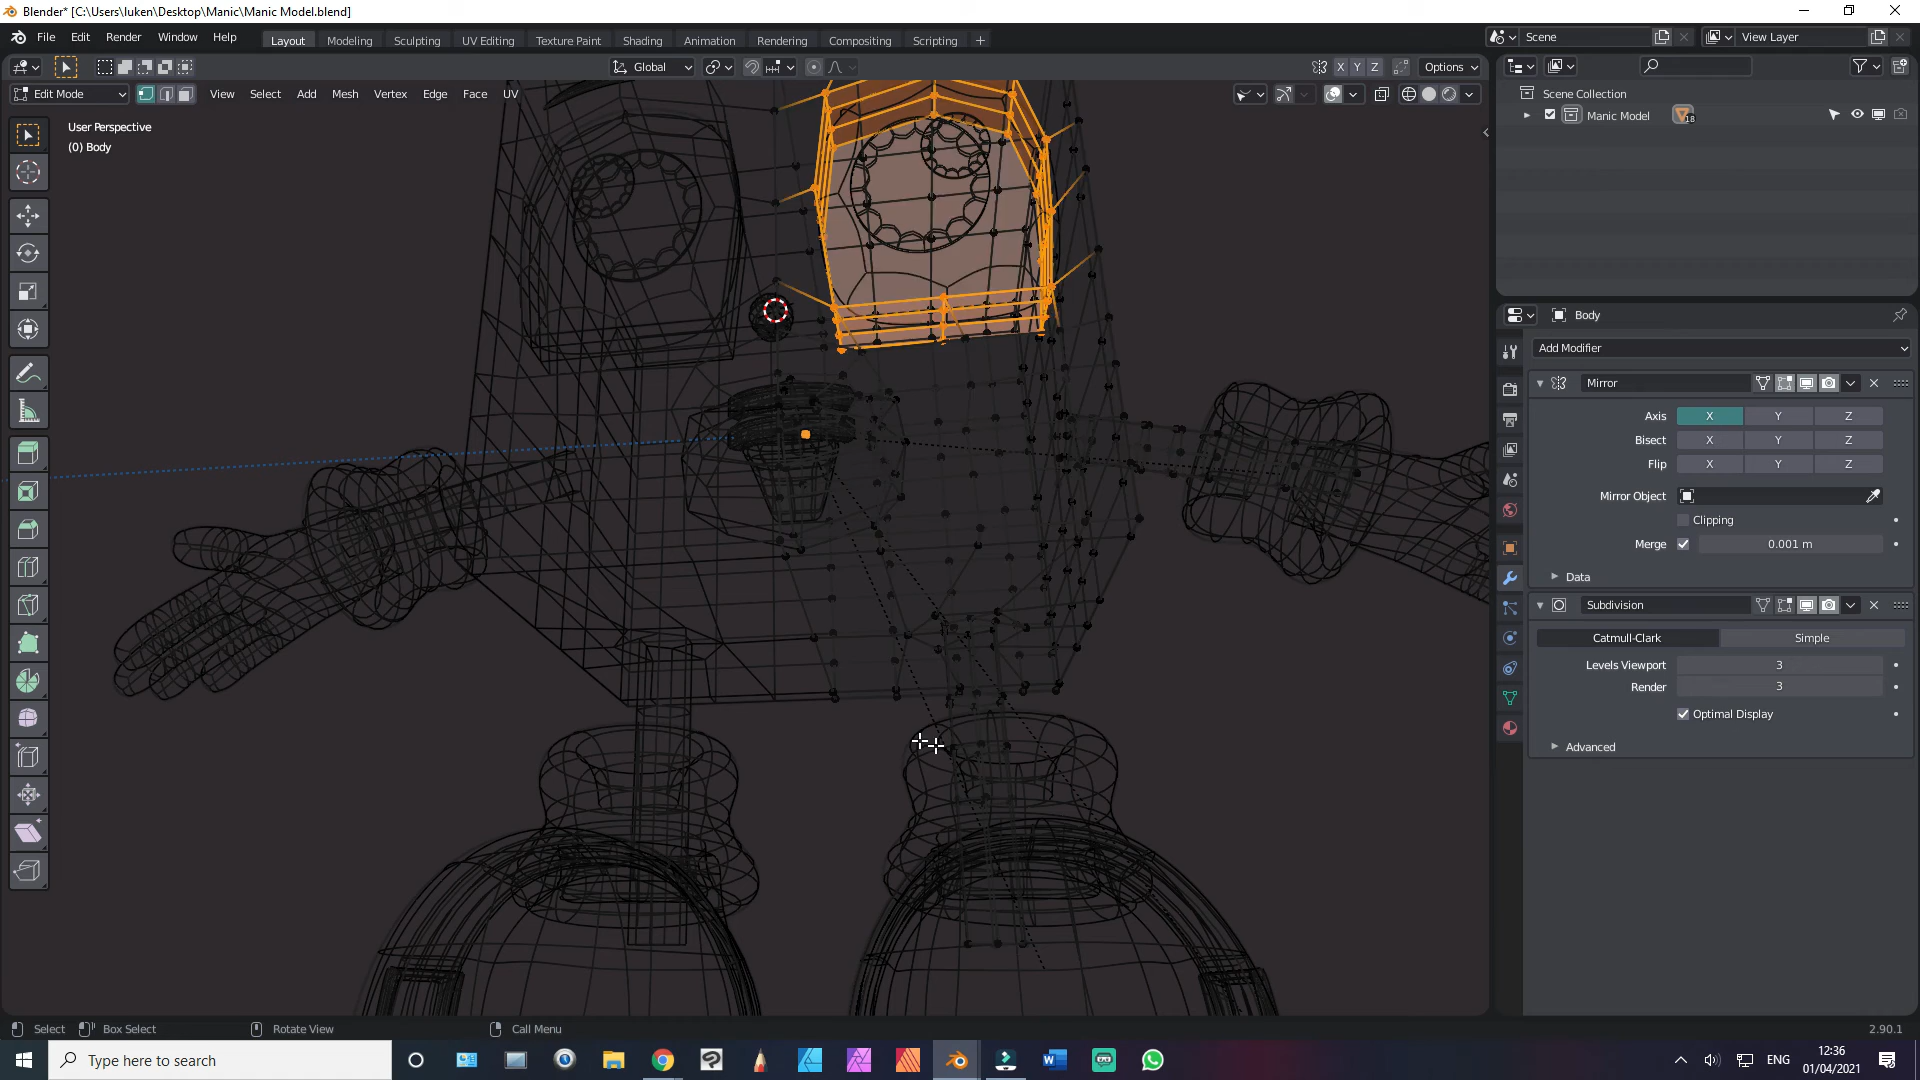 Blender* [C:\Users\luken\Desktop\Manic\Manic Model.blend]
File Edit Render Window Help
Layout Modeling Sculpting UV Editing Texture Paint Shading Animation Rendering Compositing Scripting +
Scene
View Layer
Global
X Y Z
Options
Edit Mode
View Select Add Mesh Vertex Edge Face UV
User Perspective
(0) Body
Scene Collection
Manic Model
18
Body
Add Modifier
Mirror
Axis X Y Z
Bisect X Y Z
Flip X Y Z
Mirror Object
Clipping
Merge 0.001 m
Data
Subdivision
Catmull-Clark Simple
Levels Viewport 3
Render 3
Optimal Display
Advanced
Select Box Select Rotate View Call Menu
2.90.1
Type here to search
ENG
12:36
01/04/2021